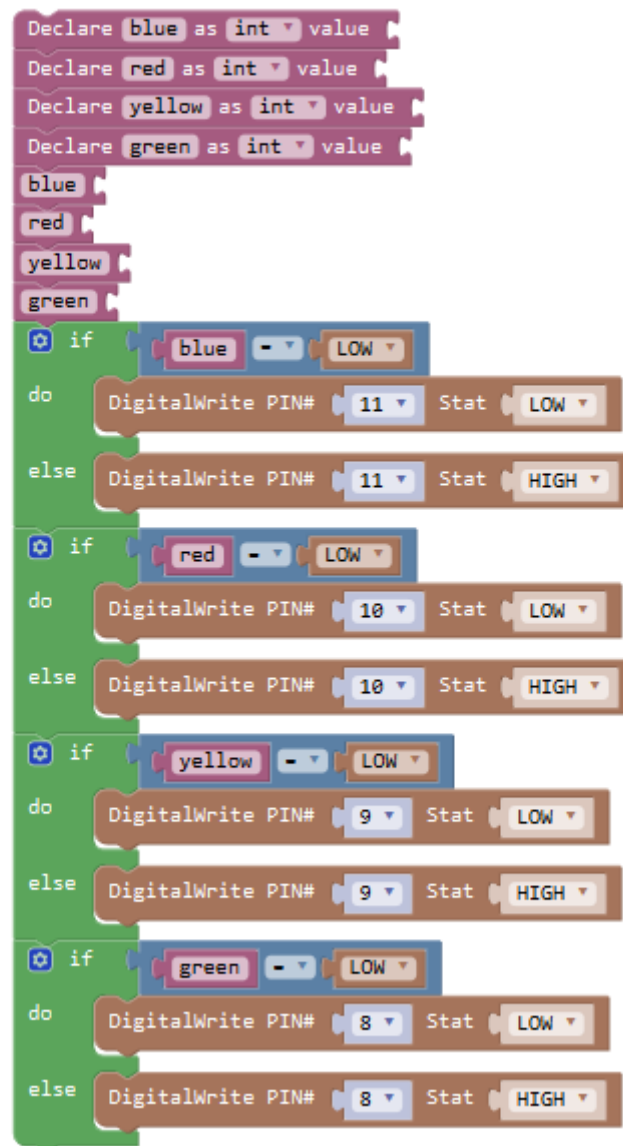 Declare blue as int value
Declare red as int value
Declare yellow as int value
Declare green as int value
blue
red
yellow
green
if blue = LOW
do DigitalWrite PIN# 11 Stat LOW
else DigitalWrite PIN# 11 Stat HIGH
if red = LOW
do DigitalWrite PIN# 10 Stat LOW
else DigitalWrite PIN# 10 Stat HIGH
if yellow = LOW
do DigitalWrite PIN# 9 Stat LOW
else DigitalWrite PIN# 9 Stat HIGH
if green = LOW
do DigitalWrite PIN# 8 Stat LOW
else DigitalWrite PIN# 8 Stat HIGH